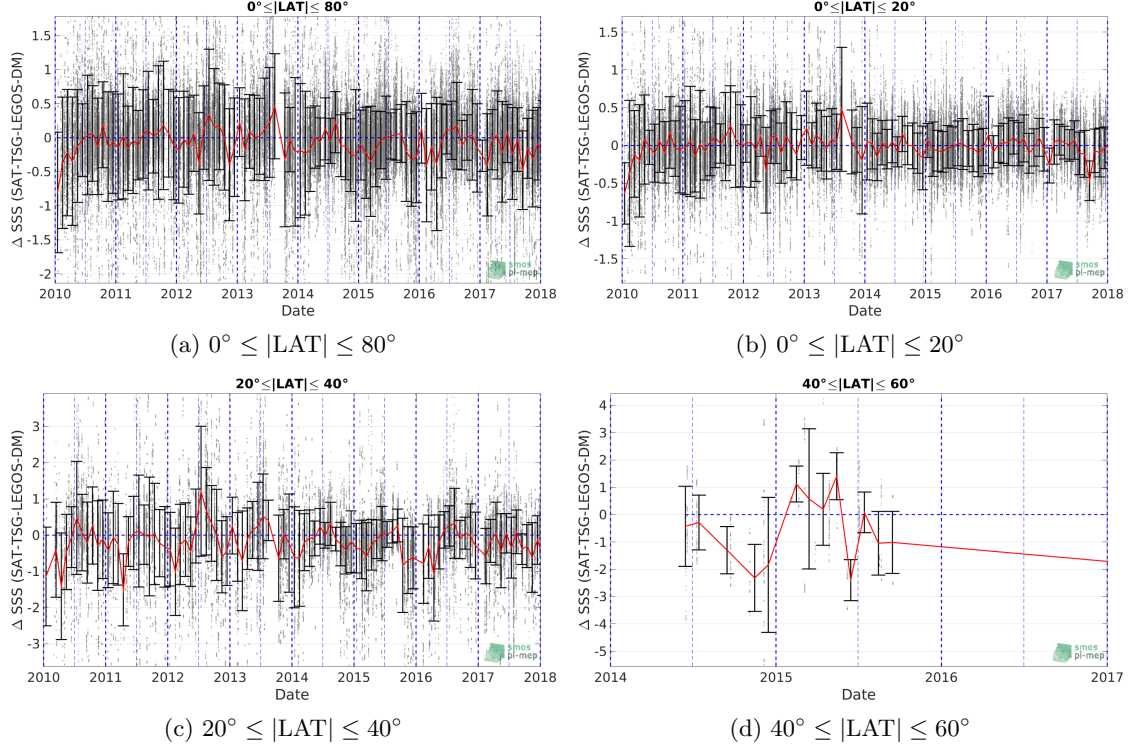 0°≤|LAT|≤ 80°
Δ SSS (SAT-TSG-LEGOS-DM)
1.5
1
0.5
0
-0.5
-1
-1.5
-2
2010 2011 2012 2013 2014 2015 2016 2017 2018
Date
smos
pi-mep
(a) 0° ≤ |LAT| ≤ 80°
0°≤|LAT|≤ 20°
Δ SSS (SAT-TSG-LEGOS-DM)
1.5
1
0.5
0
-0.5
-1
-1.5
2010 2011 2012 2013 2014 2015 2016 2017 2018
Date
smos
pi-mep
(b) 0° ≤ |LAT| ≤ 20°
20°≤|LAT|≤ 40°
Δ SSS (SAT-TSG-LEGOS-DM)
3
2
1
0
-1
-2
-3
2010 2011 2012 2013 2014 2015 2016 2017 2018
Date
smos
pi-mep
(c) 20° ≤ |LAT| ≤ 40°
40°≤|LAT|≤ 60°
Δ SSS (SAT-TSG-LEGOS-DM)
4
3
2
1
0
-1
-2
-3
-4
-5
2014 2015 2016 2017
Date
smos
pi-mep
(d) 40° ≤ |LAT| ≤ 60°